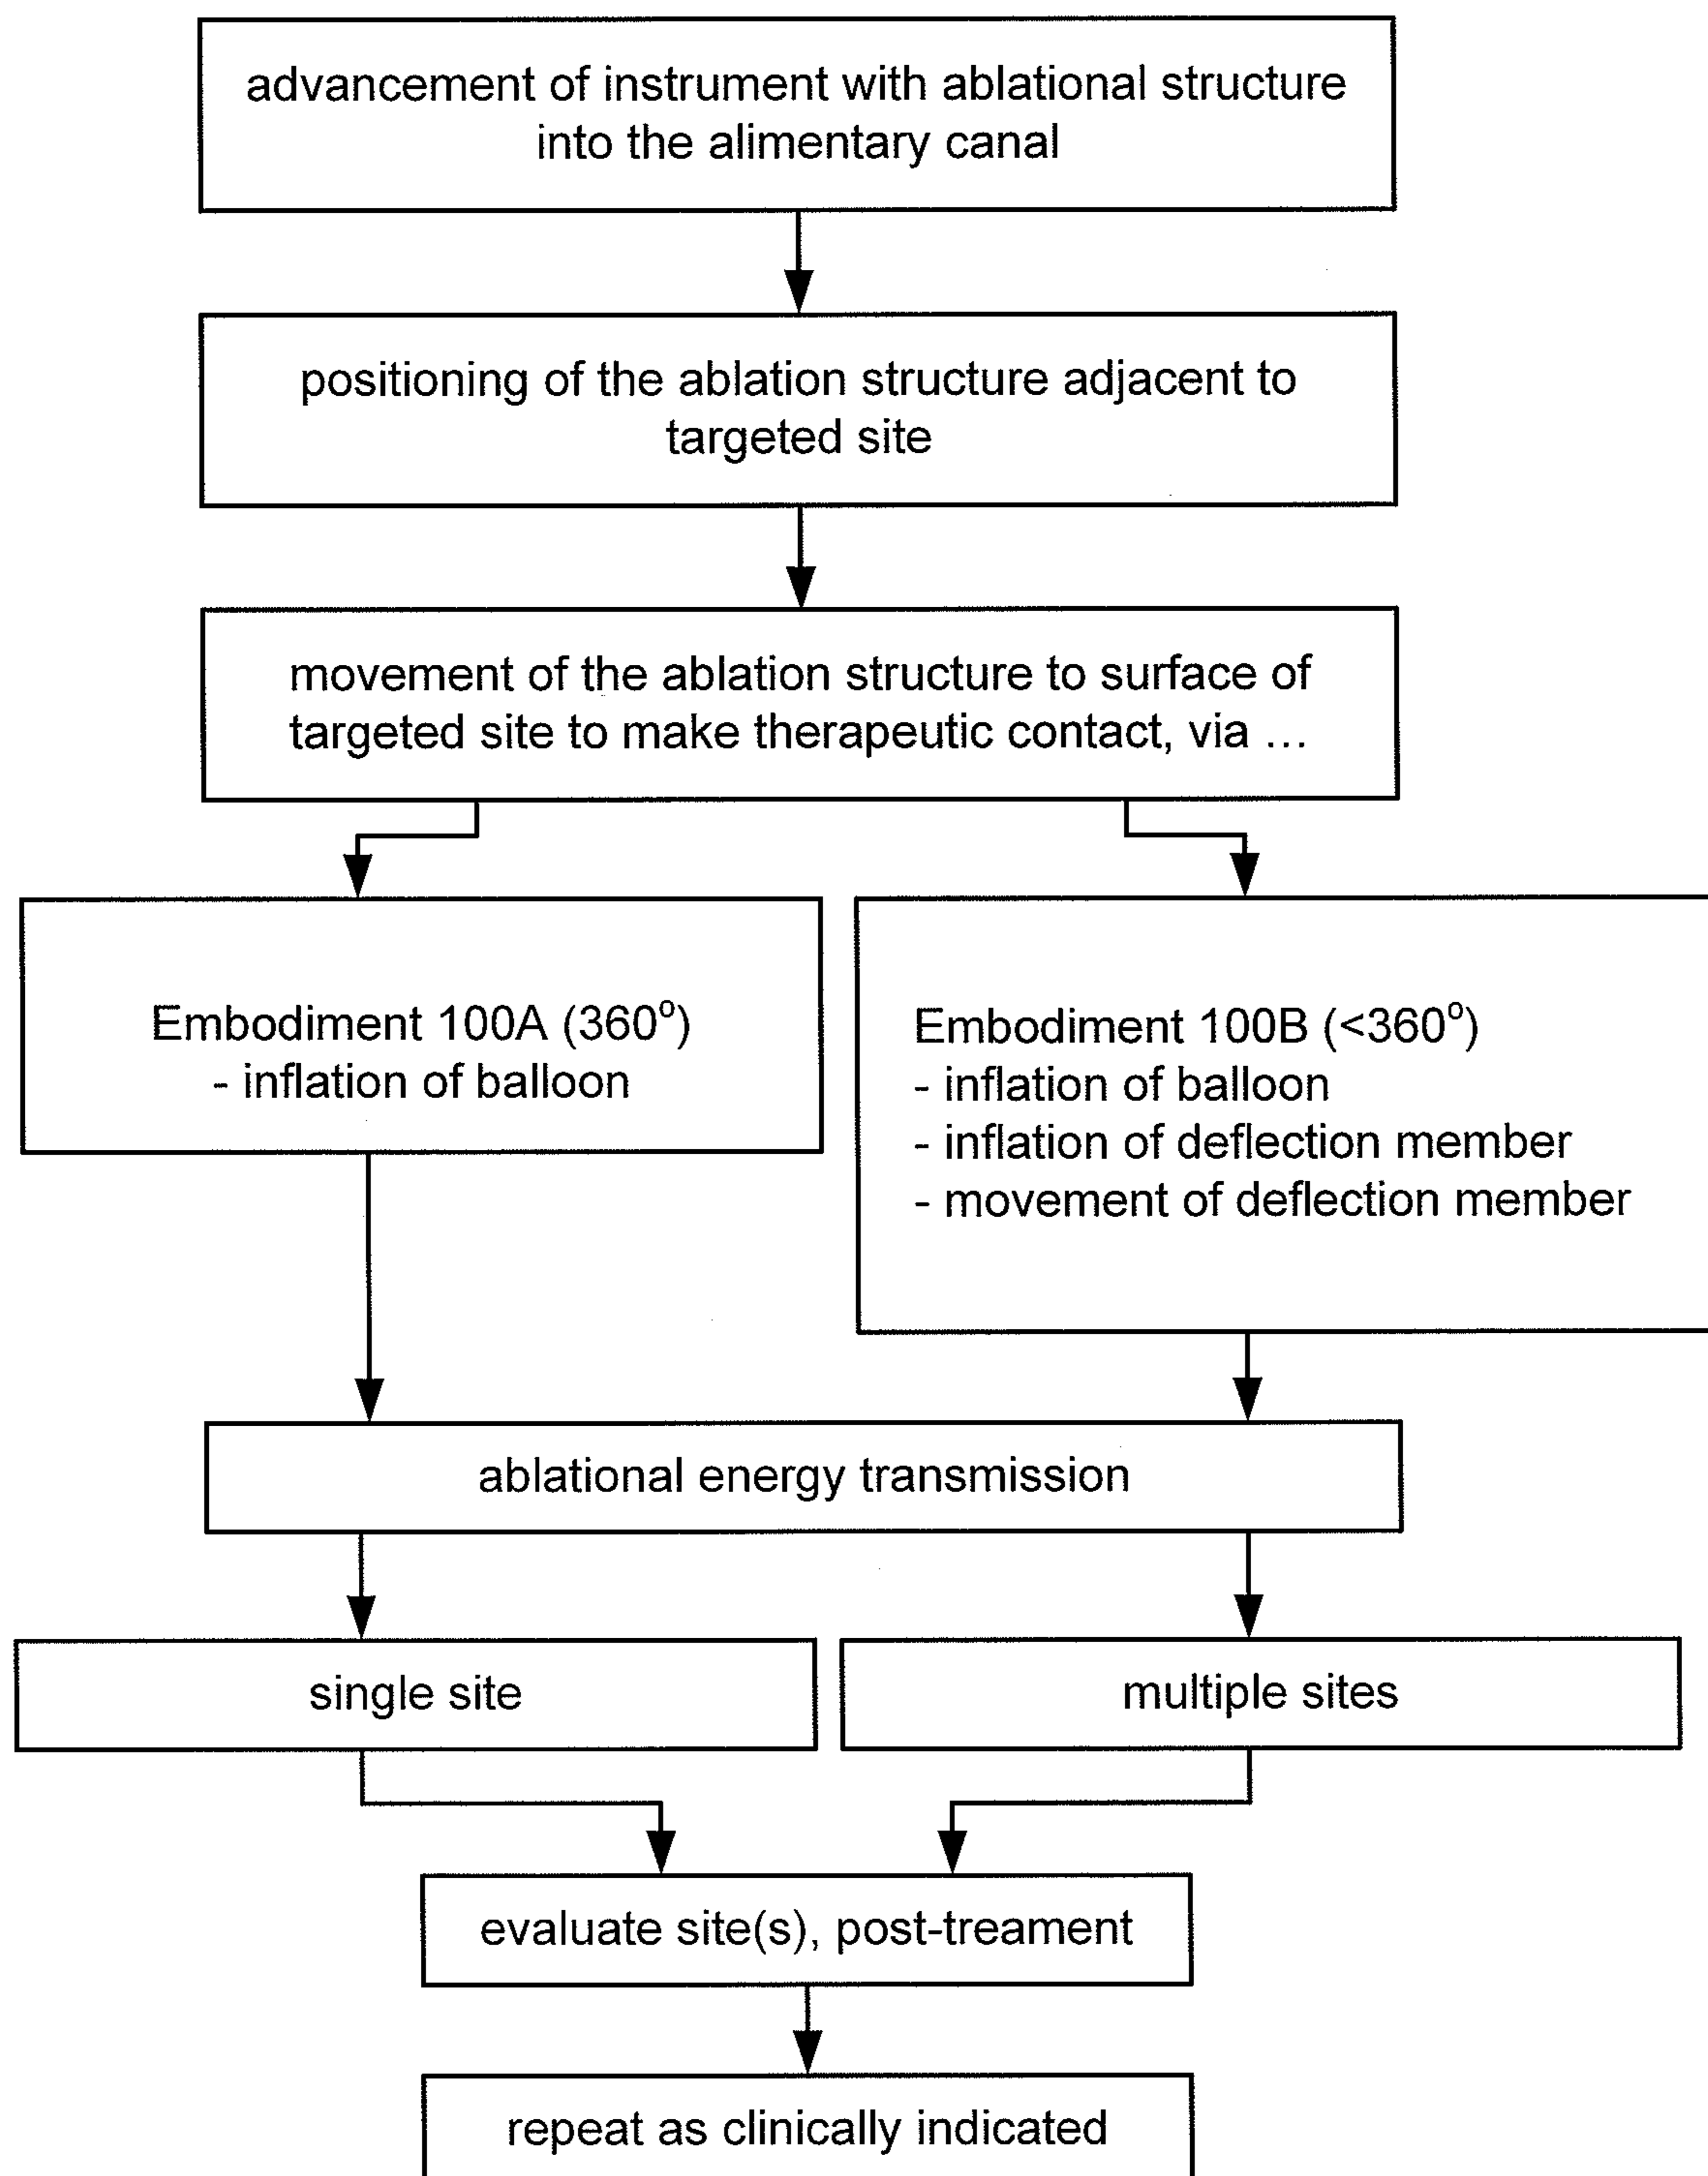 advancement of instrument with ablational structure
into the alimentary canal
positioning of the ablation structure adjacent to
targeted site
movement of the ablation structure to surface of
targeted site to make therapeutic contact, via ...
Embodiment 100A (360°)
- inflation of balloon
Embodiment 100B (<360°)
- inflation of balloon
- inflation of deflection member
- movement of deflection member
ablational energy transmission
single site
multiple sites
evaluate site(s), post-treament
repeat as clinically indicated